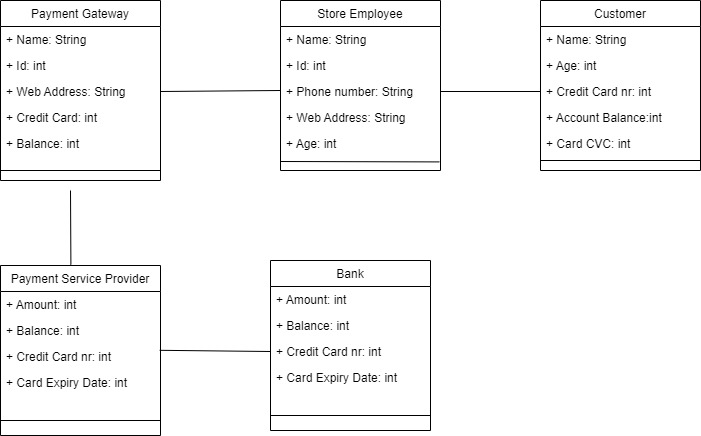 Payment Gateway
+ Name: String
+ Id: int
+ Web Address: String
+ Credit Card: int
+ Balance: int
Store Employee
+ Name: String
+ Id: int
+ Phone number: String
+ Web Address: String
+ Age: int
Customer
+ Name: String
+ Age: int
+ Credit Card nr: int
+ Account Balance:int
+ Card CVC: int
Payment Service Provider
+ Amount: int
+ Balance: int
+ Credit Card nr: int
+ Card Expiry Date: int
Bank
+ Amount: int
+ Balance: int
+ Credit Card nr: int
+ Card Expiry Date: int